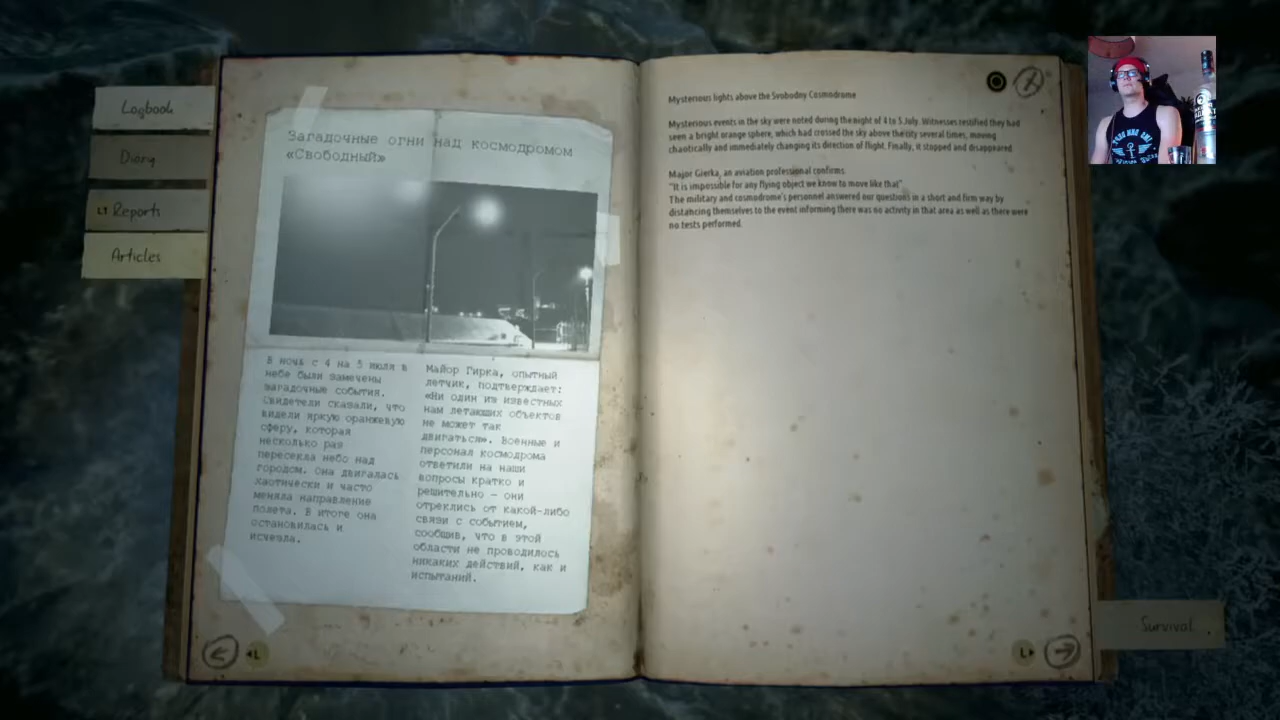 Logbook
Diary
LT Reports
Articles
Загадочные огни над космодромом
«Свободный»
В ночь с 4 на 5 июля в
небе были замечены
загадочные события.
Свидетели сказали, что
видели яркую оранжевую
сферу, которая
несколько раз
пересекла небо над
городом. Она двигалась
хаотически и часто
меняла направление
полета. В итоге она
остановилась и
исчезла.
Майор Гирка, опытный
летчик, подтверждает:
«Ни один из известных
нам летающих объектов
не может так
двигаться». Военные и
персонал космодрома
ответили на наши
вопросы кратко и
решительно — они
отреклись от какой-либо
связи с событием,
сообщив, что в этой
области не проводилось
никаких действий, как и
испытаний.
L
Mysterious lights above the Svobodny Cosmodrome
Mysterious events in the sky were noted during the night of 4 to 5 July. Witnesses testified they had
seen a bright orange sphere, which had crossed the sky above the city several times, moving
chaotically and immediately changing its direction of flight. Finally, it stopped and disappeared
Major Gierka, an aviation professional confirms.
"It is impossible for any flying object we know to move like that"
The military and cosmodrome's personnel answered our questions in a short and firm way by
distancing themselves to the event informing there was no activity in that area as well as there were
no tests performed.
L
Survival